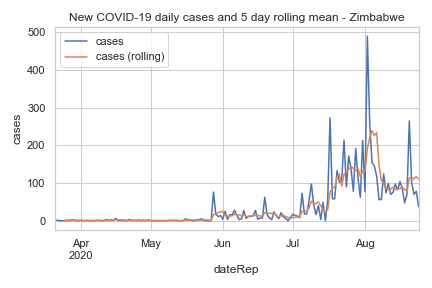 New COVID-19 daily cases and 5 day rolling mean - Zimbabwe
500
cases
cases (rolling)
400
300
cases
200
100
0
Apr May Jun Jul Aug
2020
dateRep